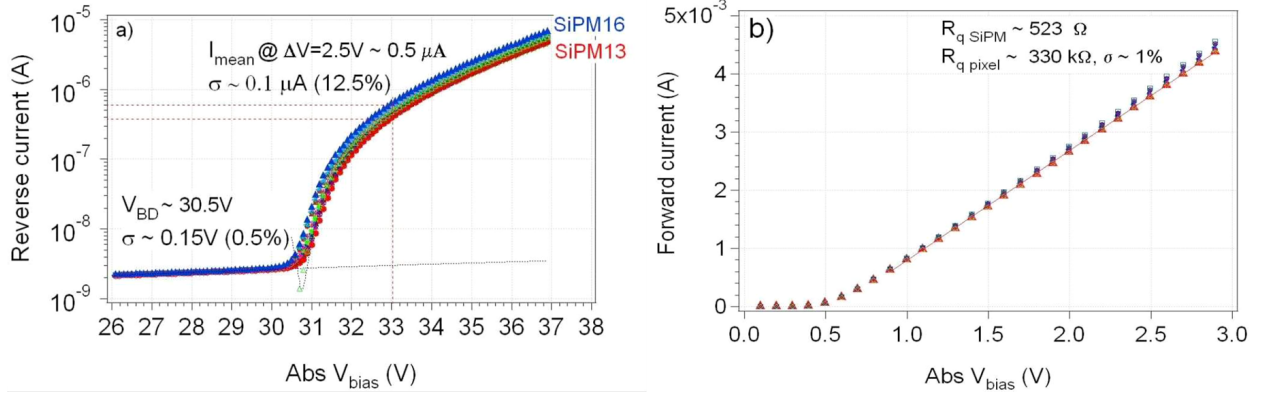 a)
SiPM16
SiPM13
I_mean @ ΔV=2.5V ~ 0.5 μA
σ ~ 0.1 μA (12.5%)
V_BD ~ 30.5V
σ ~ 0.15V (0.5%)
Reverse current (A)
10^-5
10^-6
10^-7
10^-8
10^-9
26 27 28 29 30 31 32 33 34 35 36 37 38
Abs V_bias (V)
b)
R_q SiPM ~ 523 Ω
R_q pixel ~ 330 kΩ, σ ~ 1%
Forward current (A)
5x10^-3
4
3
2
1
0
0.0 0.5 1.0 1.5 2.0 2.5 3.0
Abs V_bias (V)